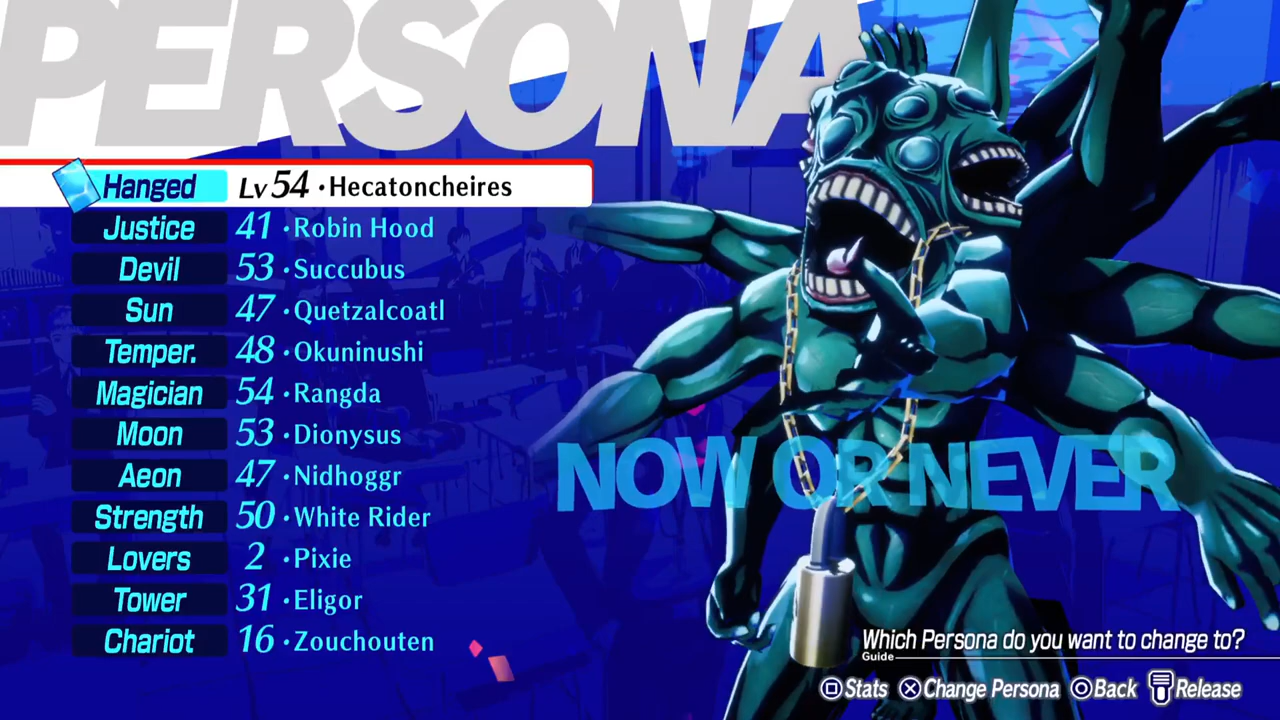 PERSONA
Hanged Lv 54 · Hecatoncheires
Justice 41 · Robin Hood
Devil 53 · Succubus
Sun 47 · Quetzalcoatl
Temper. 48 · Okuninushi
Magician 54 · Rangda
Moon 53 · Dionysus
Aeon 47 · Nidhoggr
NOW OR NEVER
Strength 50 · White Rider
Lovers 2 · Pixie
Tower 31 · Eligor
Chariot 16 · Zouchouten
Which Persona do you want to change to?
Guide
Stats Change Persona Back Release